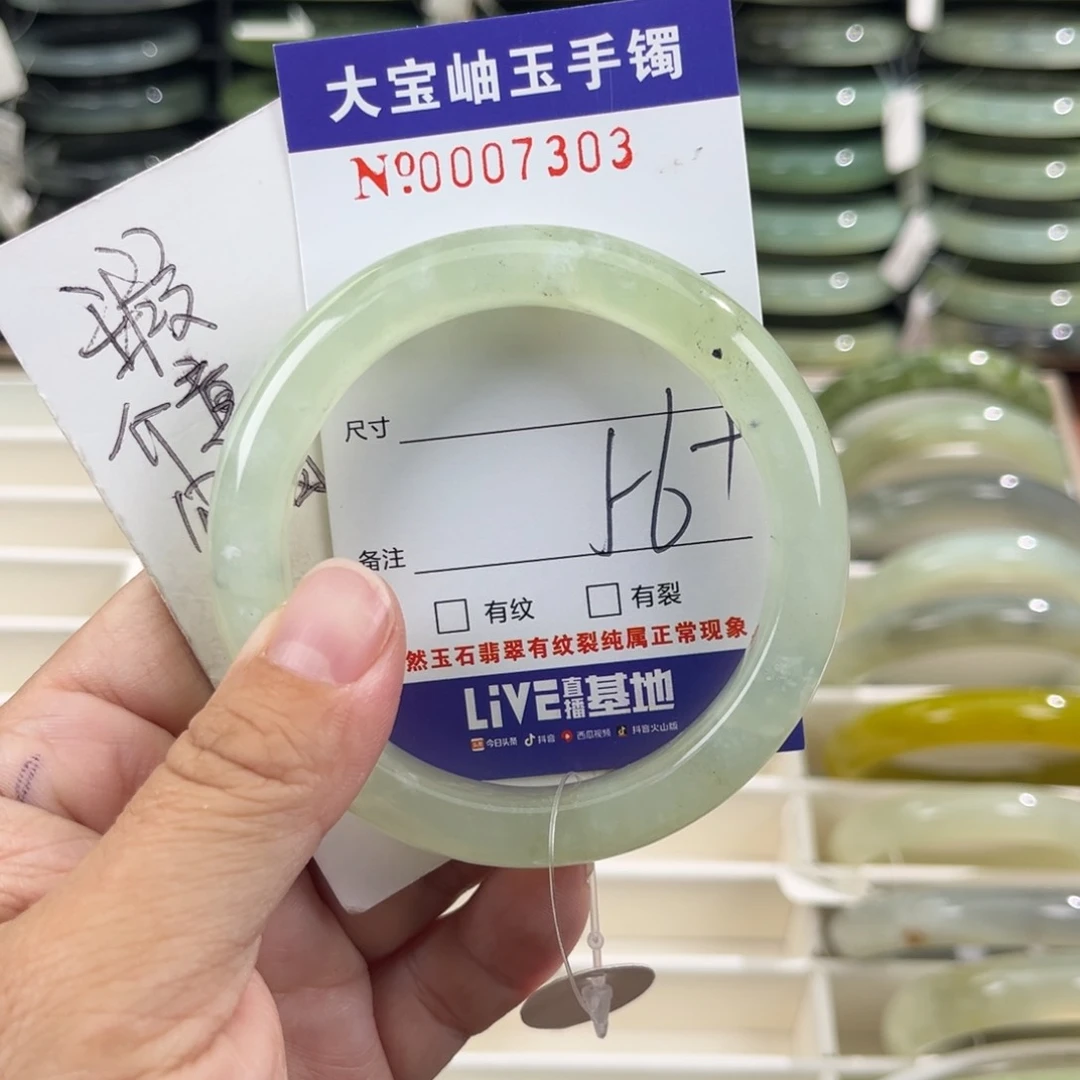 大宝岫玉手镯
No.0007303
尺寸
56+
备注
有纹 有裂
然玉石翡翠有纹裂纯属正常现象
LiVE直播基地
今日头条 抖音 西瓜视频 抖音火山版